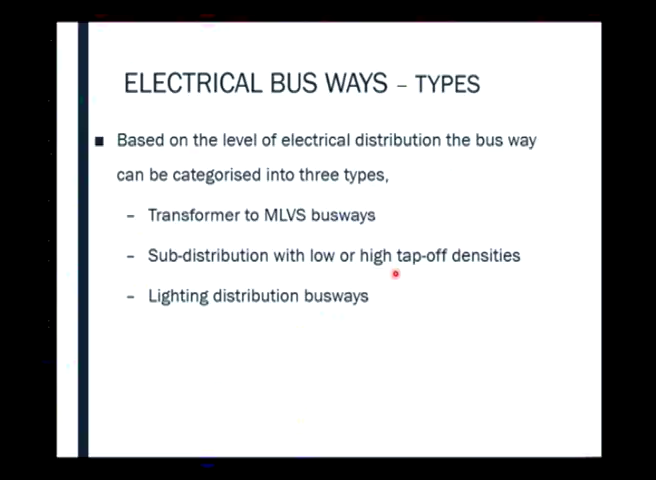 ELECTRICAL BUS WAYS – TYPES
■ Based on the level of electrical distribution the bus way
can be categorised into three types,
– Transformer to MLVS busways
– Sub-distribution with low or high tap-off densities
– Lighting distribution busways